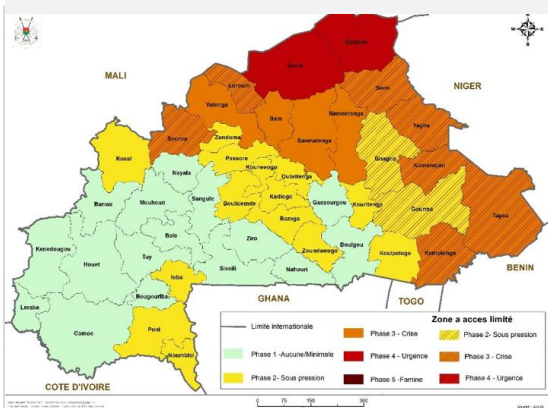 MALI
NIGER
BENIN
TOGO
GHANA
COTE D'IVOIRE
Oudalan
Soum
Loroum
Seno
Yatenga
Bam
Namentenga
Sanmatenga
Yagha
Sourou
Zondoma
Gnagna
Komondjari
Kossi
Passore
Kourweogo
Oubritenga
Nayala
Banwa
Mouhoun
Sanguie
Boulkiemde
Kadiogo
Ganzourgou
Kouritenga
Gourma
Tapoa
Bazega
Bale
Ziro
Boulgou
Koulpelogo
Kompienga
Kenedougou
Houet
Tuy
Zoundweogo
Sissili
Nahouri
Ioba
Bougouriba
Leraba
Comoe
Poni
Noumbiel
Limite internationale
Phase 1 -Aucune/Minimale
Phase 2- Sous pression
Phase 3 - Crise
Phase 4 - Urgence
Phase 5 -Famine
Zone a acces limité
Phase 2- Sous pression
Phase 3 - Crise
Phase 4 - Urgence
0 75 150 300